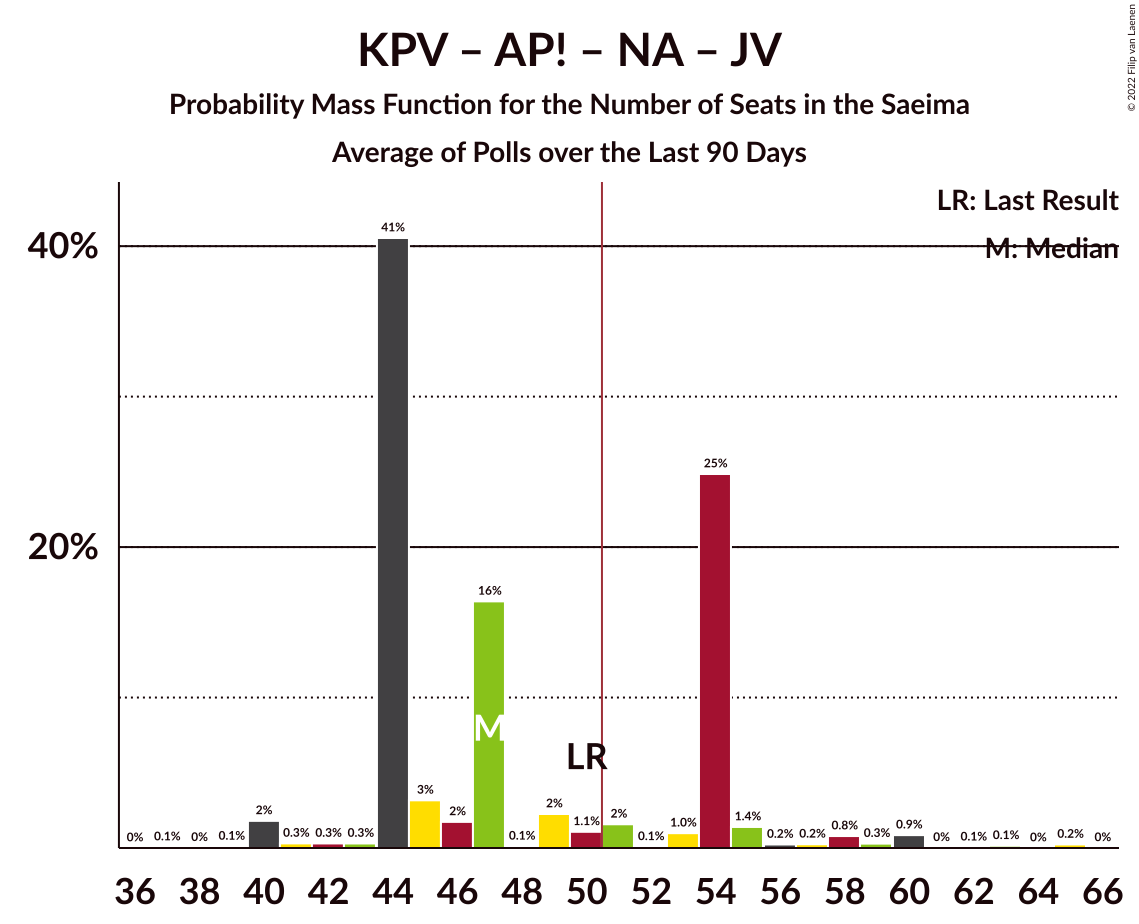 KPV – AP! – NA – JV
Probability Mass Function for the Number of Seats in the Saeima
Average of Polls over the Last 90 Days
© 2022 Filip van Laenen
LR: Last Result
M: Median
40%
20%
0% 0.1% 0% 0.1% 2% 0.3% 0.3% 0.3% 41% 3% 2% 16% 0.1% 2% 1.1% 2% 0.1% 1.0% 25% 1.4% 0.2% 0.2% 0.8% 0.3% 0.9% 0% 0.1% 0.1% 0% 0.2% 0%
M
LR
36 38 40 42 44 46 48 50 52 54 56 58 60 62 64 66